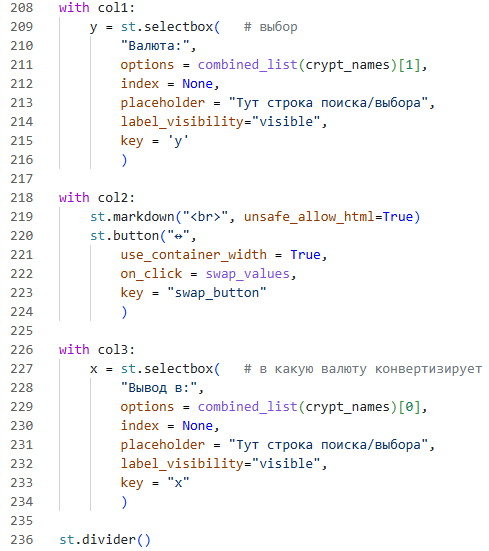 208 with col1:
209 y = st.selectbox( # выбор
210 "Валюта:",
211 options = combined_list(crypt_names)[1],
212 index = None,
213 placeholder = "Тут строка поиска/выбора",
214 label_visibility="visible",
215 key = 'y'
216 )
217
218 with col2:
219 st.markdown("<br>", unsafe_allow_html=True)
220 st.button("↔",
221 use_container_width = True,
222 on_click = swap_values,
223 key = "swap_button"
224 )
225
226 with col3:
227 x = st.selectbox( # в какую валюту конвертизирует
228 "Вывод в:",
229 options = combined_list(crypt_names)[0],
230 index = None,
231 placeholder = "Тут строка поиска/выбора",
232 label_visibility="visible",
233 key = "x"
234 )
235
236 st.divider()